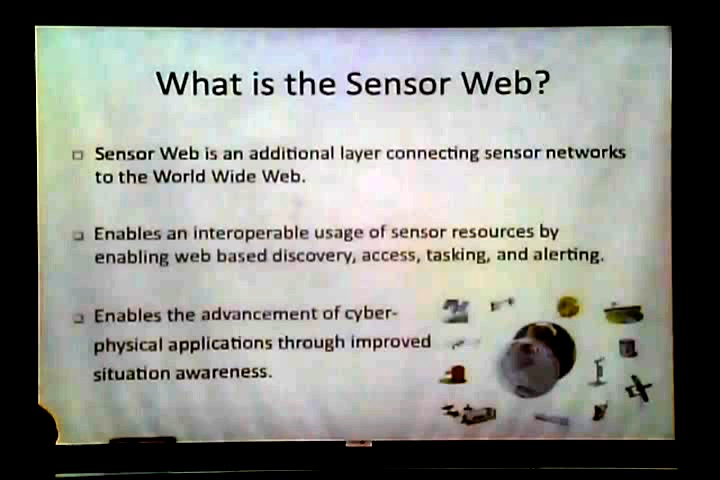 What is the Sensor Web?
Sensor Web is an additional layer connecting sensor networks
to the World Wide Web.
Enables an interoperable usage of sensor resources by
enabling web based discovery, access, tasking, and alerting.
Enables the advancement of cyber-
physical applications through improved
situation awareness.